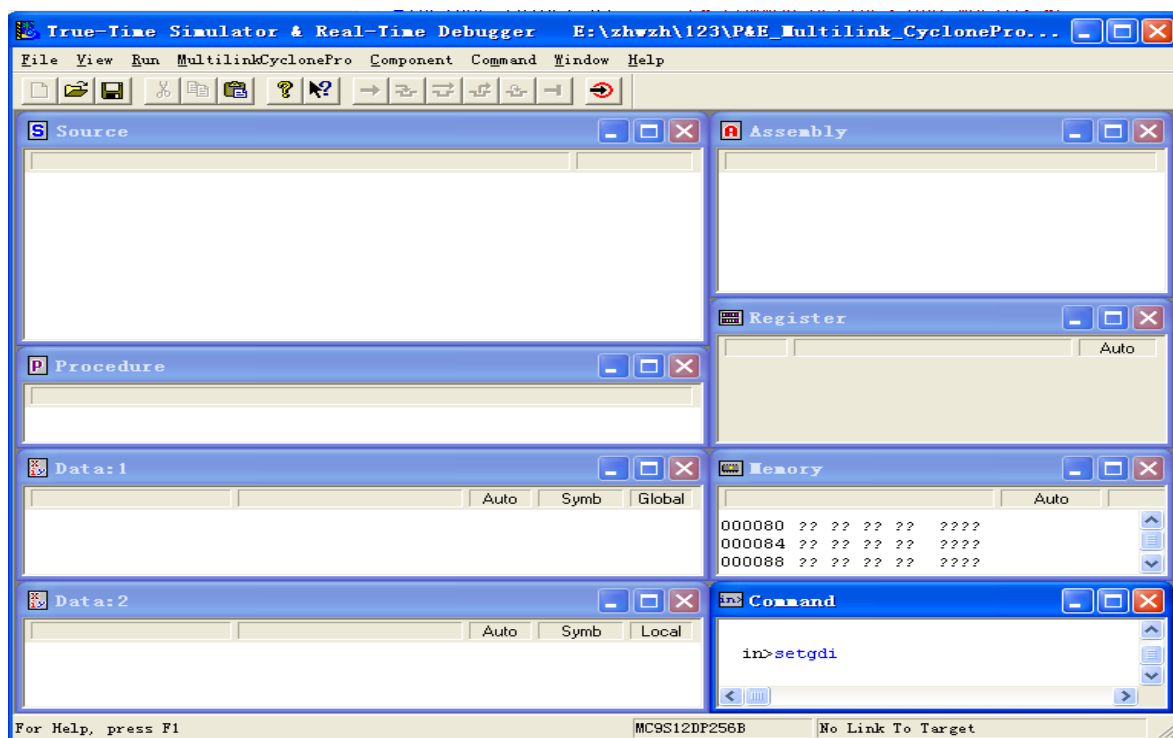 True-Time Simulator & Real-Time Debugger E:\zhwzh\123\P&E_Multilink_CyclonePro...
File View Run MultilinkCyclonePro Component Command Window Help
S Source
A Assembly
Register
Auto
P Procedure
Data:1
Auto Symb Global
Memory
Auto
000080 ?? ?? ?? ?? ????
000084 ?? ?? ?? ?? ????
000088 ?? ?? ?? ?? ????
Data:2
Auto Symb Local
in> Command
in>setgdi
For Help, press F1 MC9S12DP256B No Link To Target